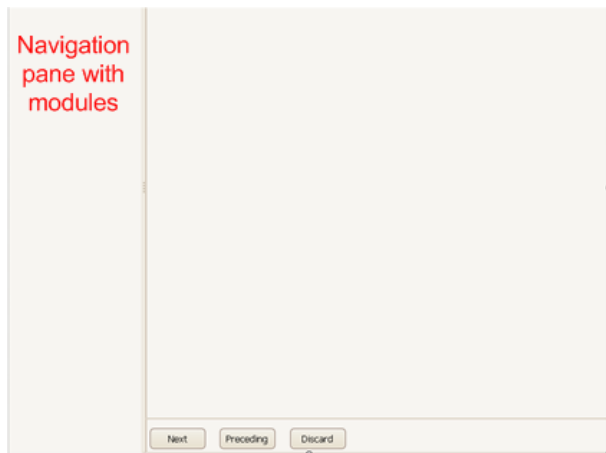 Navigation
pane with
modules
Next Preceding Discard